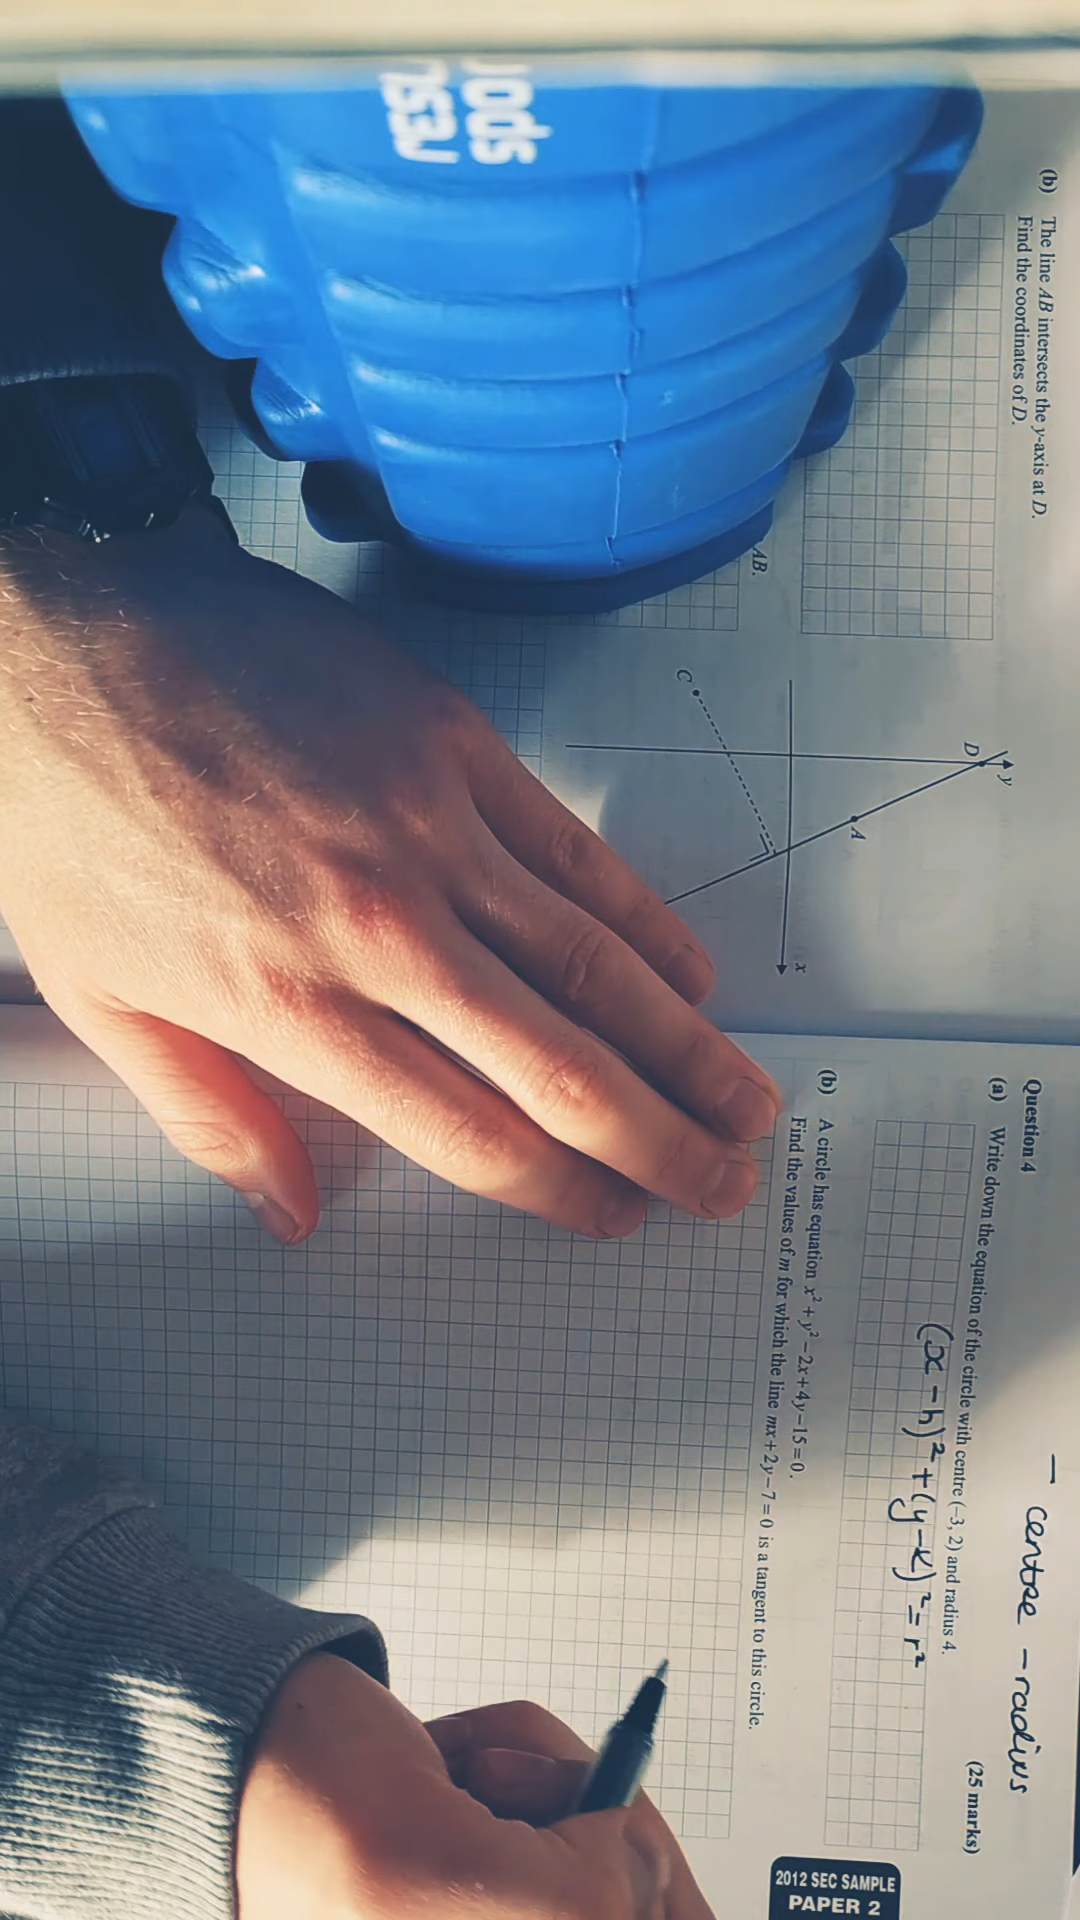 (b) The line AB intersects the y-axis at D.
Find the coordinates of D.
AB.
y
D
A
C
x
– centre – radius
Question 4
(25 marks)
(a) Write down the equation of the circle with centre (–3, 2) and radius 4.
(x – h)² + (y – k)² = r²
(b) A circle has equation x² + y² – 2x + 4y – 15 = 0.
Find the values of m for which the line mx + 2y – 7 = 0 is a tangent to this circle.
2012 SEC SAMPLE
PAPER 2